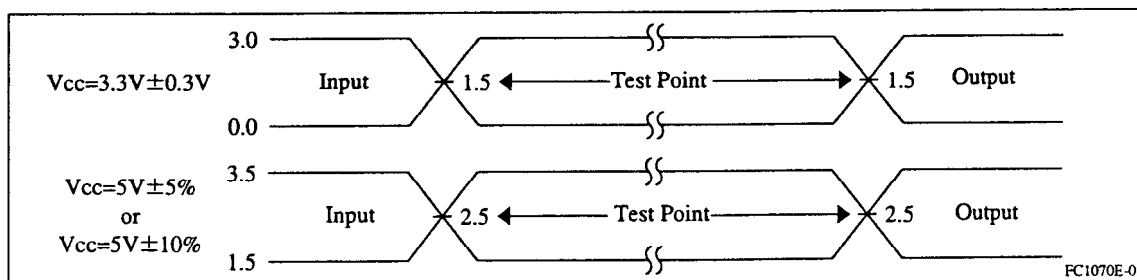 3.0
Vcc=3.3V±0.3V
Input
1.5
Test Point
1.5
Output
0.0
Vcc=5V±5%
or
Vcc=5V±10%
3.5
Input
2.5
Test Point
2.5
Output
1.5
FC1070E-0